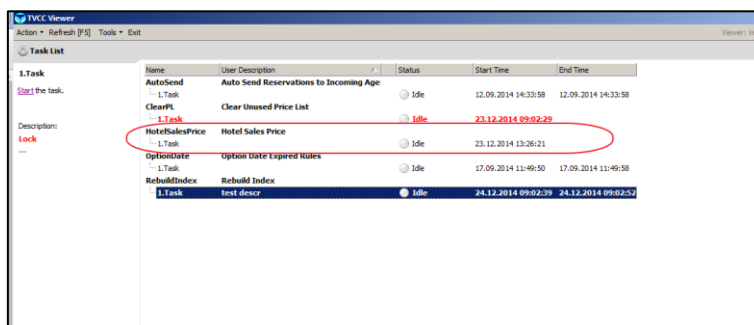 TVCC Viewer
Action Refresh [F5] Tools Exit
Task List
1.Task
Start the task.
Description:
Lock
---
Name User Description Status Start Time End Time
AutoSend Auto Send Reservations to Incoming Age
1.Task Idle 12.09.2014 14:33:58 12.09.2014 14:33:58
ClearPL Clear Unused Price List
1.Task Idle 23.12.2014 09:02:29
HotelSalesPrice Hotel Sales Price
1.Task Idle 23.12.2014 13:26:21
OptionDate Option Date Expired Rules
1.Task Idle 17.09.2014 11:49:50 17.09.2014 11:49:58
RebuildIndex Rebuild Index
1.Task test descr Idle 24.12.2014 09:02:39 24.12.2014 09:02:52